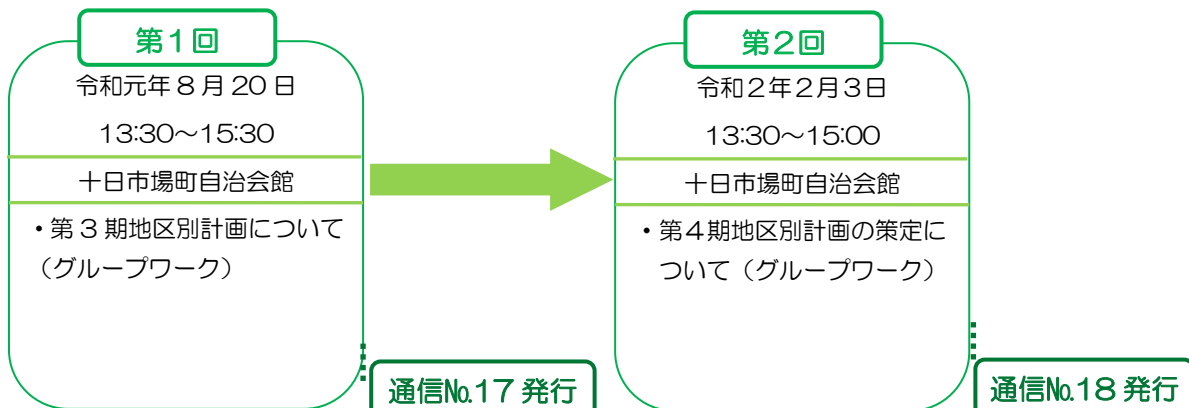 第1回
令和元年8月20日
13:30～15:30
十日市場町自治会館
・第3期地区別計画について
（グループワーク）
通信№17発行
第2回
令和2年2月3日
13:30～15:00
十日市場町自治会館
・第4期地区別計画の策定に
ついて（グループワーク）
通信№18発行